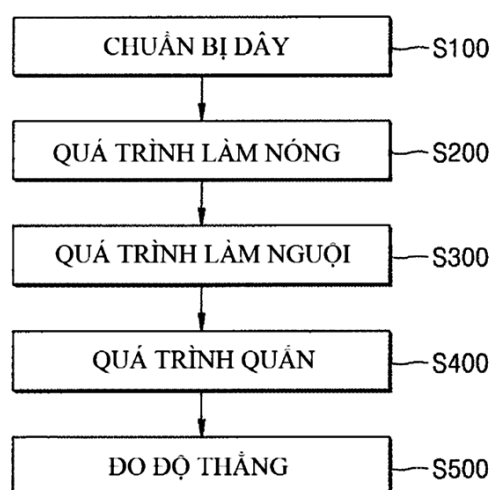 CHUẨN BỊ DÂY S100
QUÁ TRÌNH LÀM NÓNG S200
QUÁ TRÌNH LÀM NGUỘI S300
QUÁ TRÌNH QUẤN S400
ĐO ĐỘ THẲNG S500